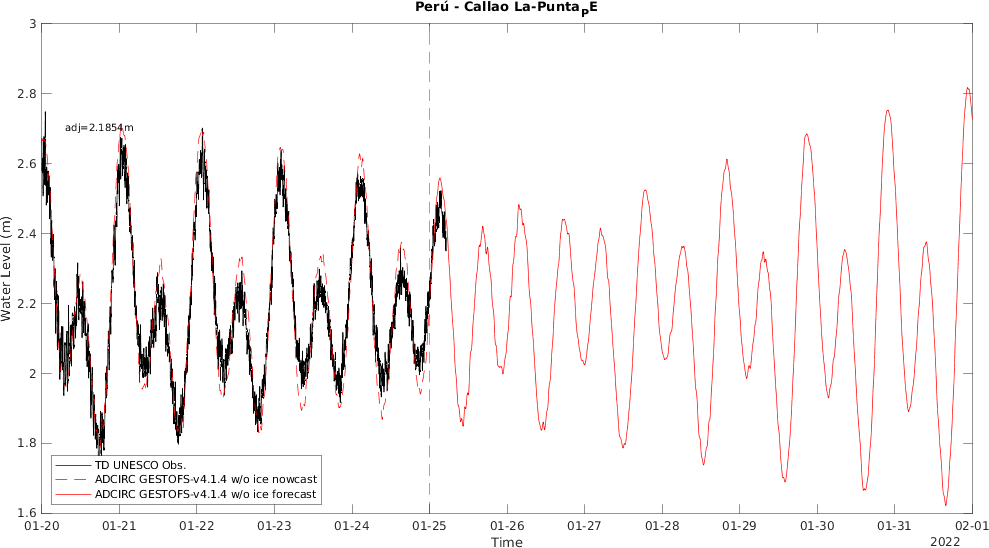 Perú - Callao La-PuntaPE
3
2.8
adj=2.1854m
2.6
2.4
Water Level (m)
2.2
2
1.8
TD UNESCO Obs.
ADCIRC GESTOFS-v4.1.4 w/o ice nowcast
ADCIRC GESTOFS-v4.1.4 w/o ice forecast
1.6
01-20 01-21 01-22 01-23 01-24 01-25 01-26 01-27 01-28 01-29 01-30 01-31 02-01
Time
2022